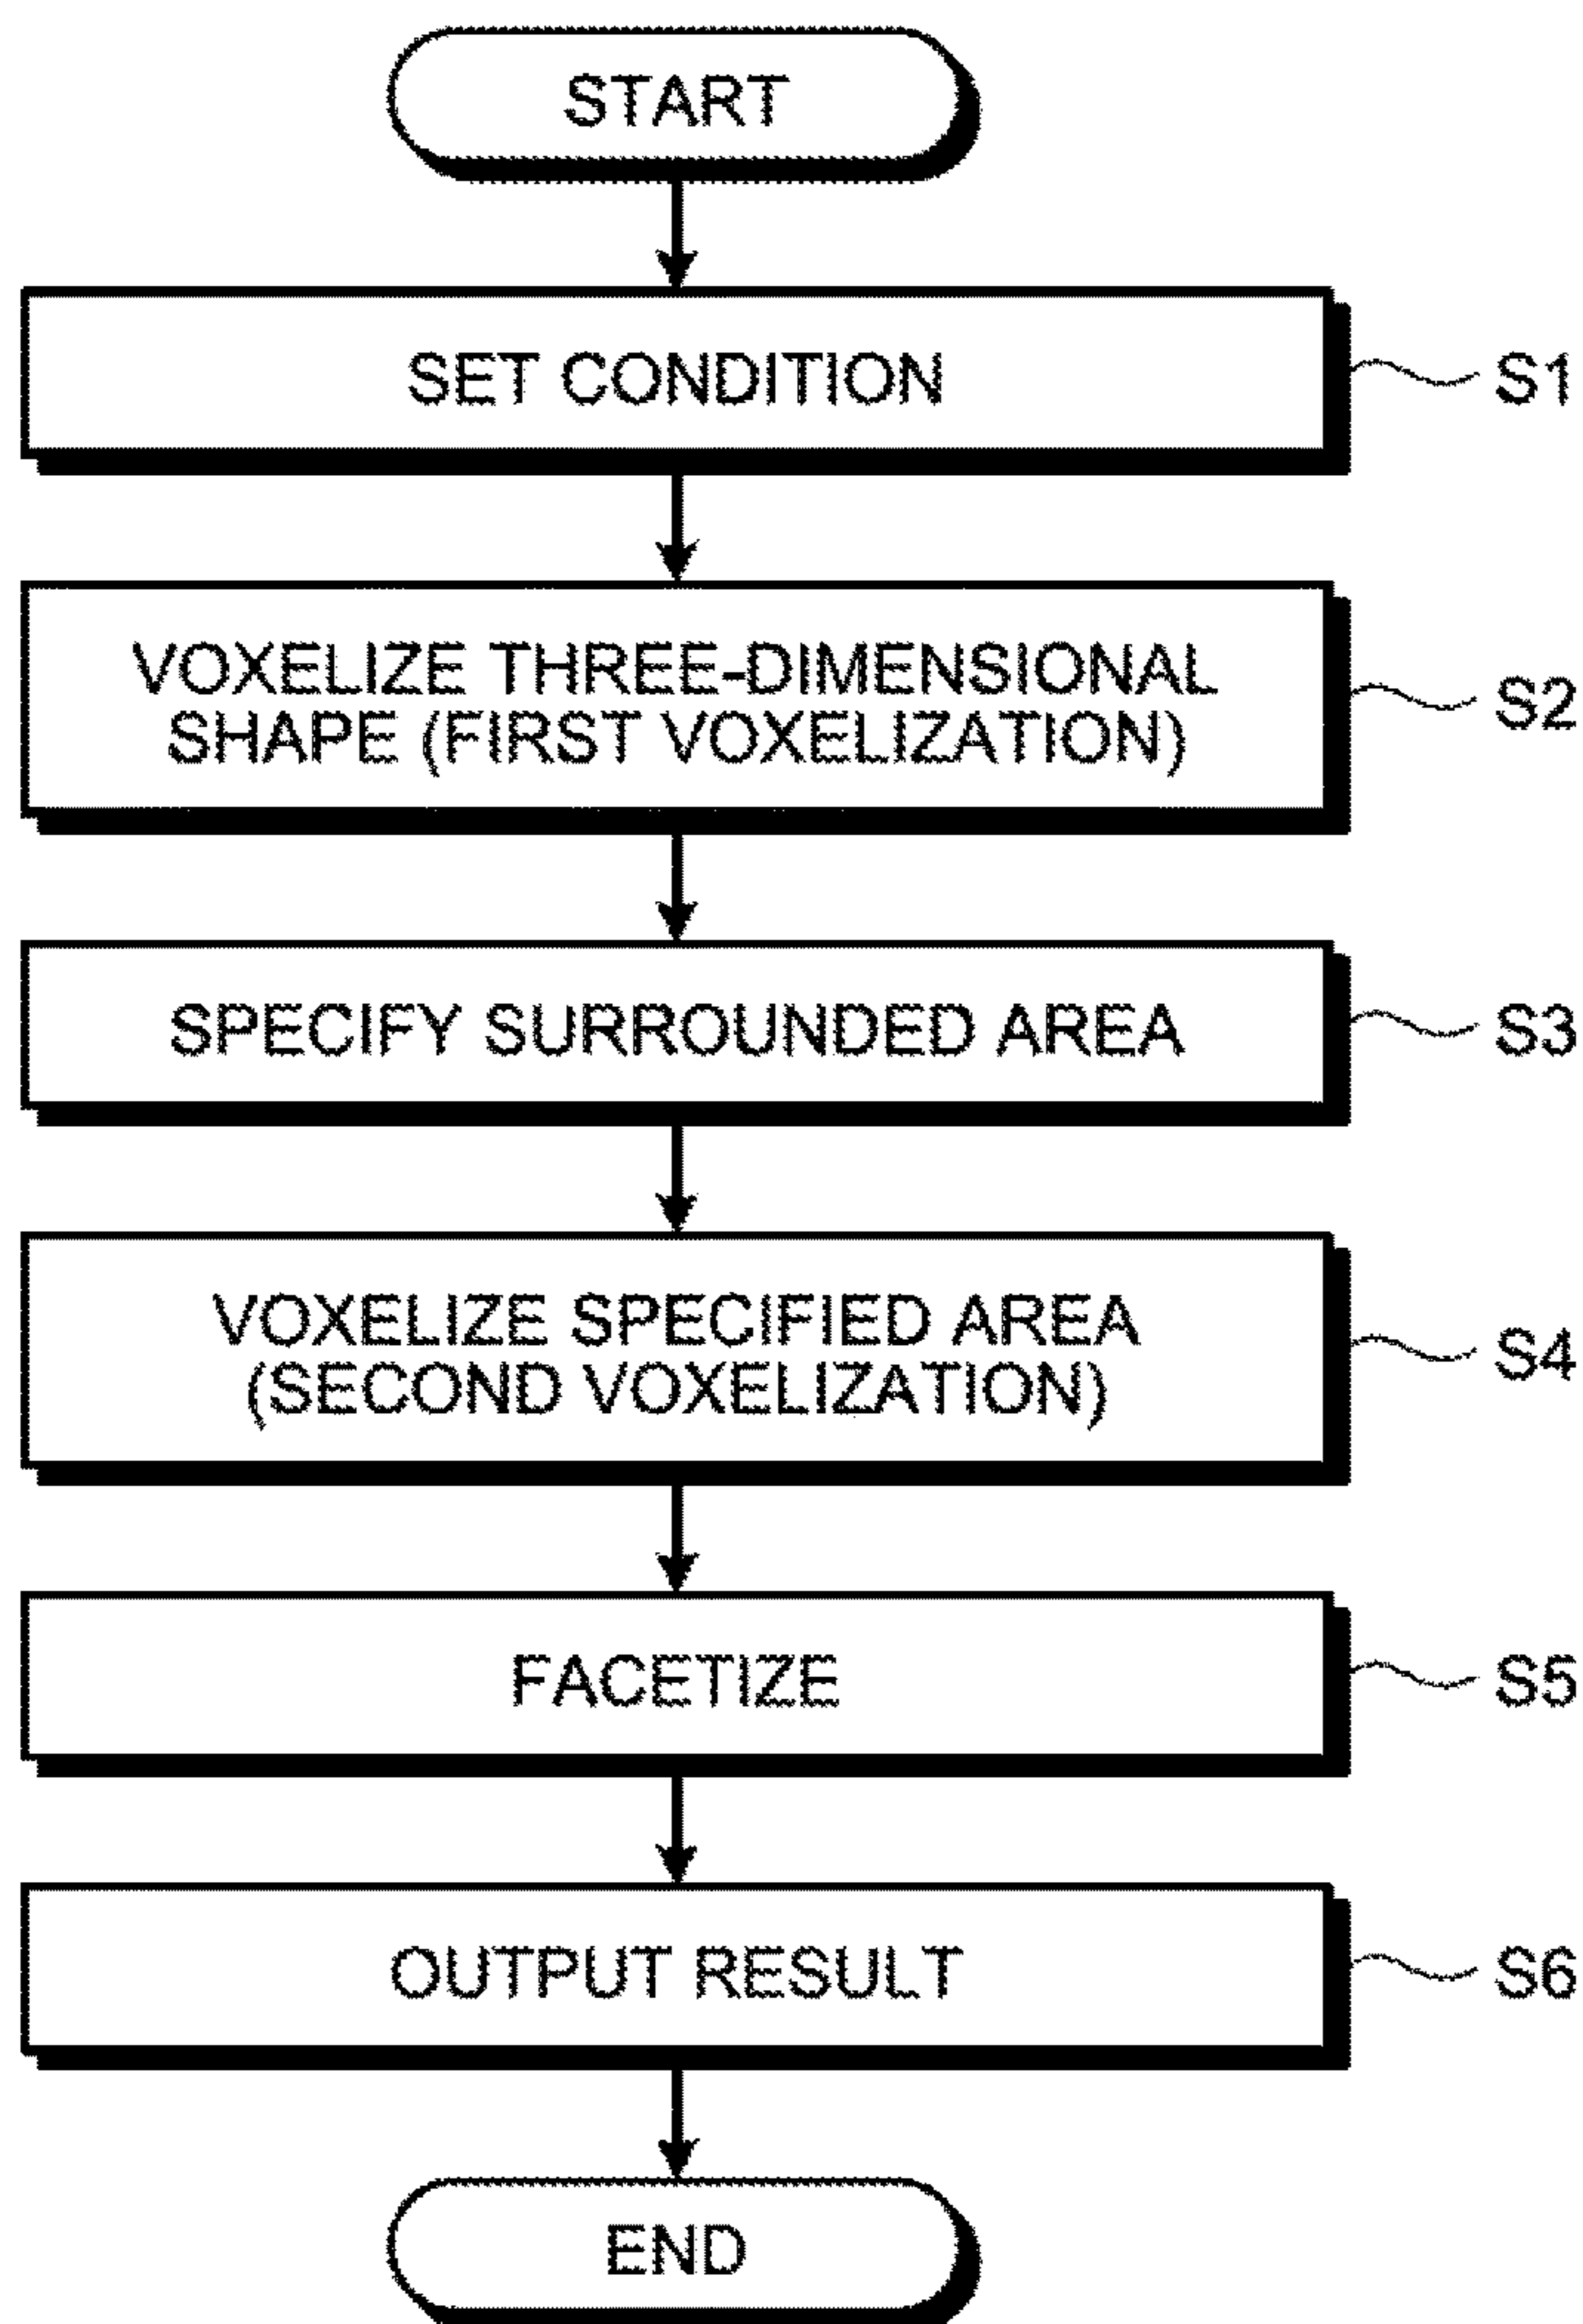 START
SET CONDITION
S1
VOXELIZE THREE-DIMENSIONAL
SHAPE (FIRST VOXELIZATION)
S2
SPECIFY SURROUNDED AREA
S3
VOXELIZE SPECIFIED AREA
(SECOND VOXELIZATION)
S4
FACETIZE
S5
OUTPUT RESULT
S6
END